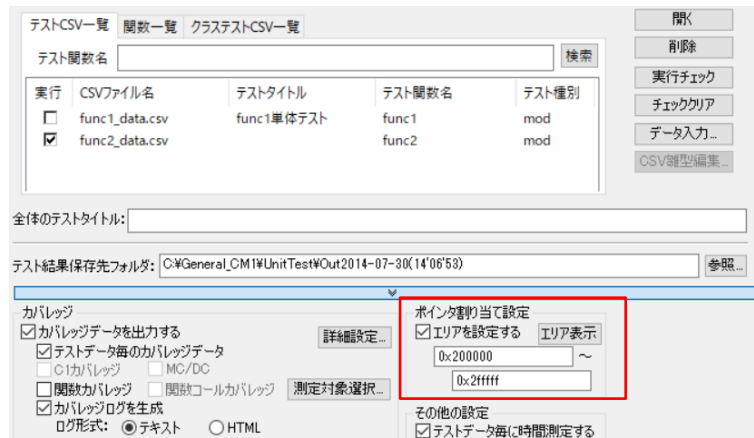 テストCSV一覧 関数一覧 クラステストCSV一覧
開く
テスト関数名 検索
削除
実行 CSVファイル名 テストタイトル テスト関数名 テスト種別
実行チェック
func1_data.csv func1単体テスト func1 mod
チェッククリア
func2_data.csv func2 mod
データ入力...
CSV雛型編集...
全体のテストタイトル:
テスト結果保存先フォルダ: C:¥General_CM1¥UnitTest¥Out2014-07-30(14'06'53) 参照...
カバレッジ
カバレッジデータを出力する 詳細設定...
テストデータ毎のカバレッジデータ
C1カバレッジ MC/DC
関数カバレッジ 関数コールカバレッジ 測定対象選択...
カバレッジログを生成
ログ形式: テキスト HTML
ポインタ割り当て設定
エリアを設定する エリア表示
0x200000 ~
0x2fffff
その他の設定
テストデータ毎に時間測定する